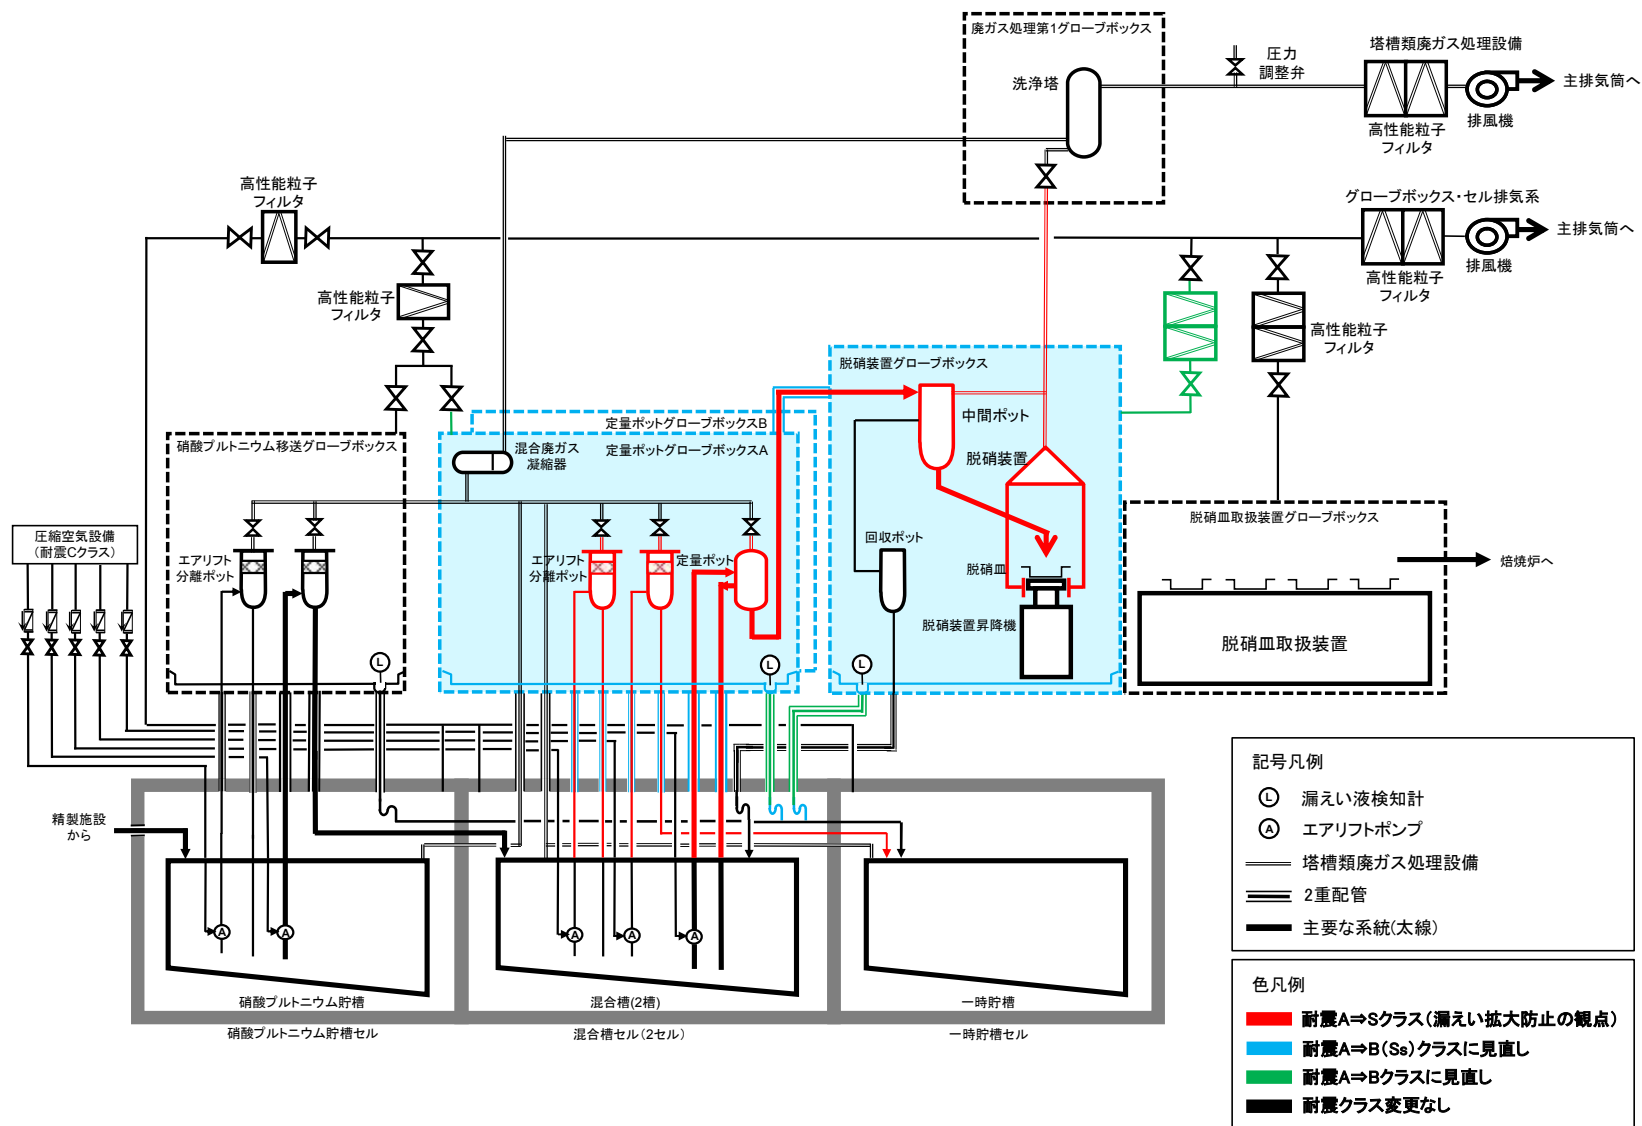 廃ガス処理第1グローブボックス
洗浄塔
圧力
調整弁
塔槽類廃ガス処理設備
主排気筒へ
高性能粒子
フィルタ
排風機
高性能粒子
フィルタ
グローブボックス・セル排気系
主排気筒へ
高性能粒子
フィルタ
排風機
高性能粒子
フィルタ
高性能粒子
フィルタ
脱硝装置グローブボックス
中間ポット
脱硝装置
回収ポット
脱硝皿
脱硝装置昇降機
定量ポットグローブボックスB
定量ポットグローブボックスA
混合廃ガス
凝縮器
エアリフト
分離ポット
定量ポット
硝酸プルトニウム移送グローブボックス
エアリフト
分離ポット
圧縮空気設備
(耐震Cクラス)
脱硝皿取扱装置グローブボックス
焙焼炉へ
脱硝皿取扱装置
L
L
L
精製施設
から
A
A
A
A
A
硝酸プルトニウム貯槽
硝酸プルトニウム貯槽セル
混合槽(2槽)
混合槽セル(2セル)
一時貯槽
一時貯槽セル
記号凡例
L 漏えい液検知計
A エアリフトポンプ
塔槽類廃ガス処理設備
2重配管
主要な系統(太線)
色凡例
耐震A⇒Sクラス(漏えい拡大防止の観点)
耐震A⇒B(Ss)クラスに見直し
耐震A⇒Bクラスに見直し
耐震クラス変更なし